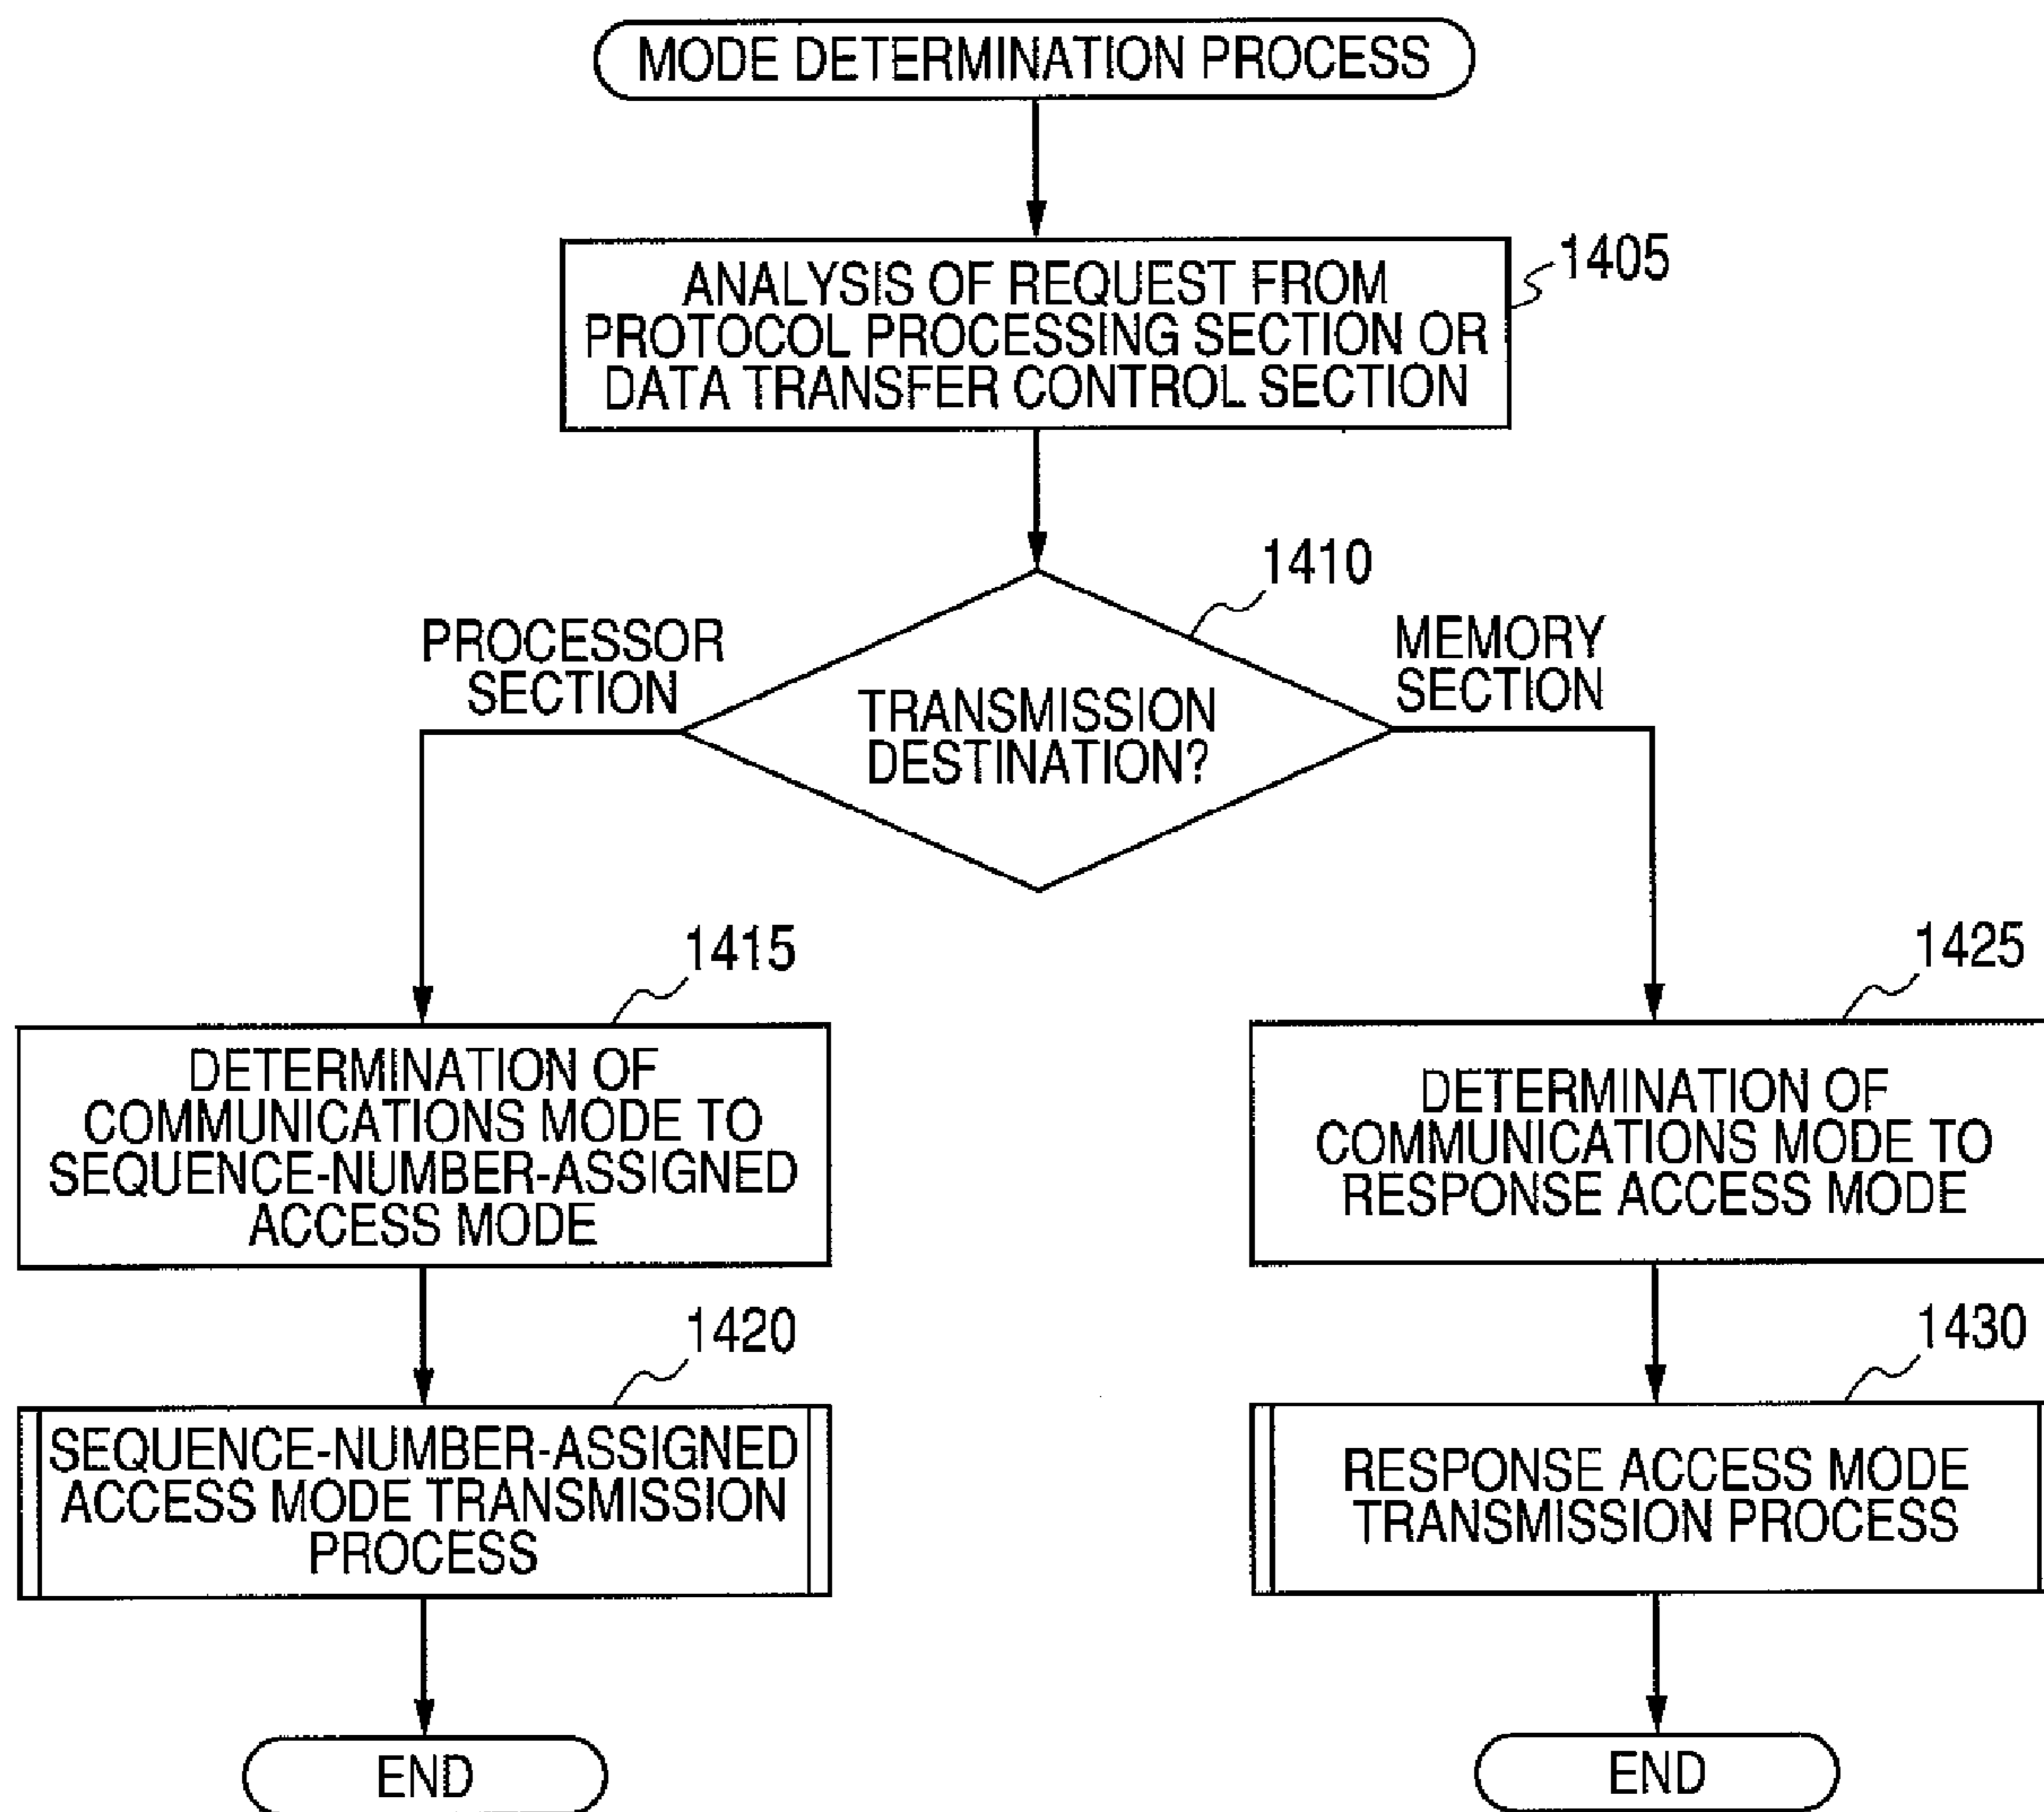 MODE DETERMINATION PROCESS
1405
ANALYSIS OF REQUEST FROM
PROTOCOL PROCESSING SECTION OR
DATA TRANSFER CONTROL SECTION
1410
PROCESSOR
SECTION
TRANSMISSION
DESTINATION?
MEMORY
SECTION
1415
DETERMINATION OF
COMMUNICATIONS MODE TO
SEQUENCE-NUMBER-ASSIGNED
ACCESS MODE
1420
SEQUENCE-NUMBER-ASSIGNED
ACCESS MODE TRANSMISSION
PROCESS
END
1425
DETERMINATION OF
COMMUNICATIONS MODE TO
RESPONSE ACCESS MODE
1430
RESPONSE ACCESS MODE
TRANSMISSION PROCESS
END